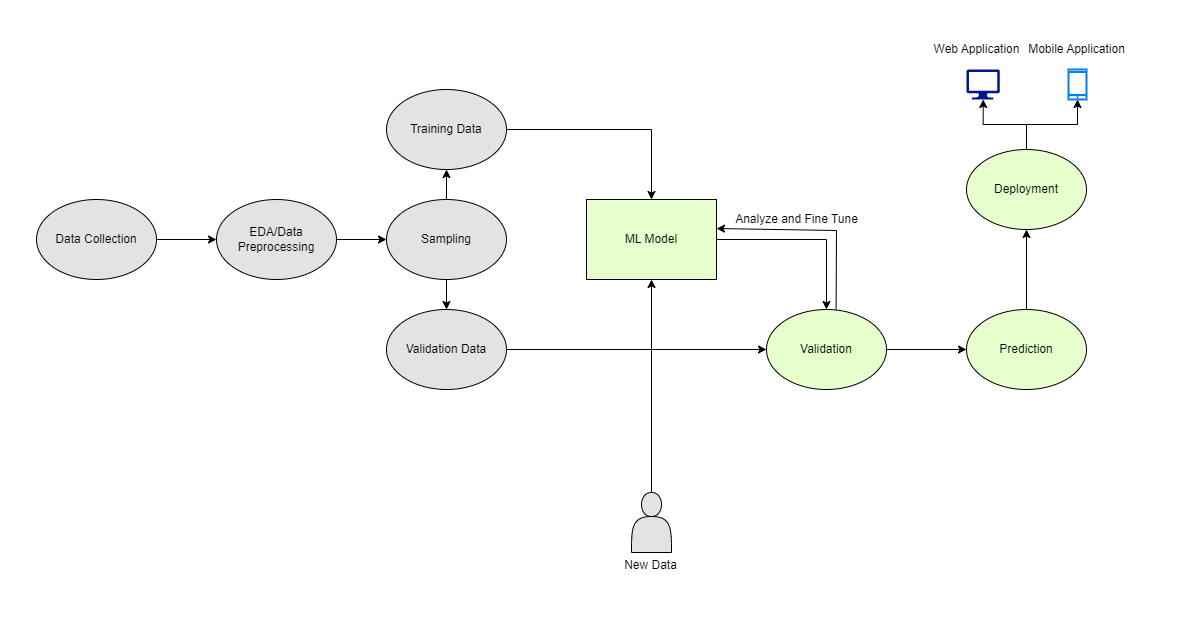 Web Application
Mobile Application
Training Data
Deployment
Data Collection
EDA/Data
Preprocessing
Sampling
ML Model
Analyze and Fine Tune
Validation Data
Validation
Prediction
New Data